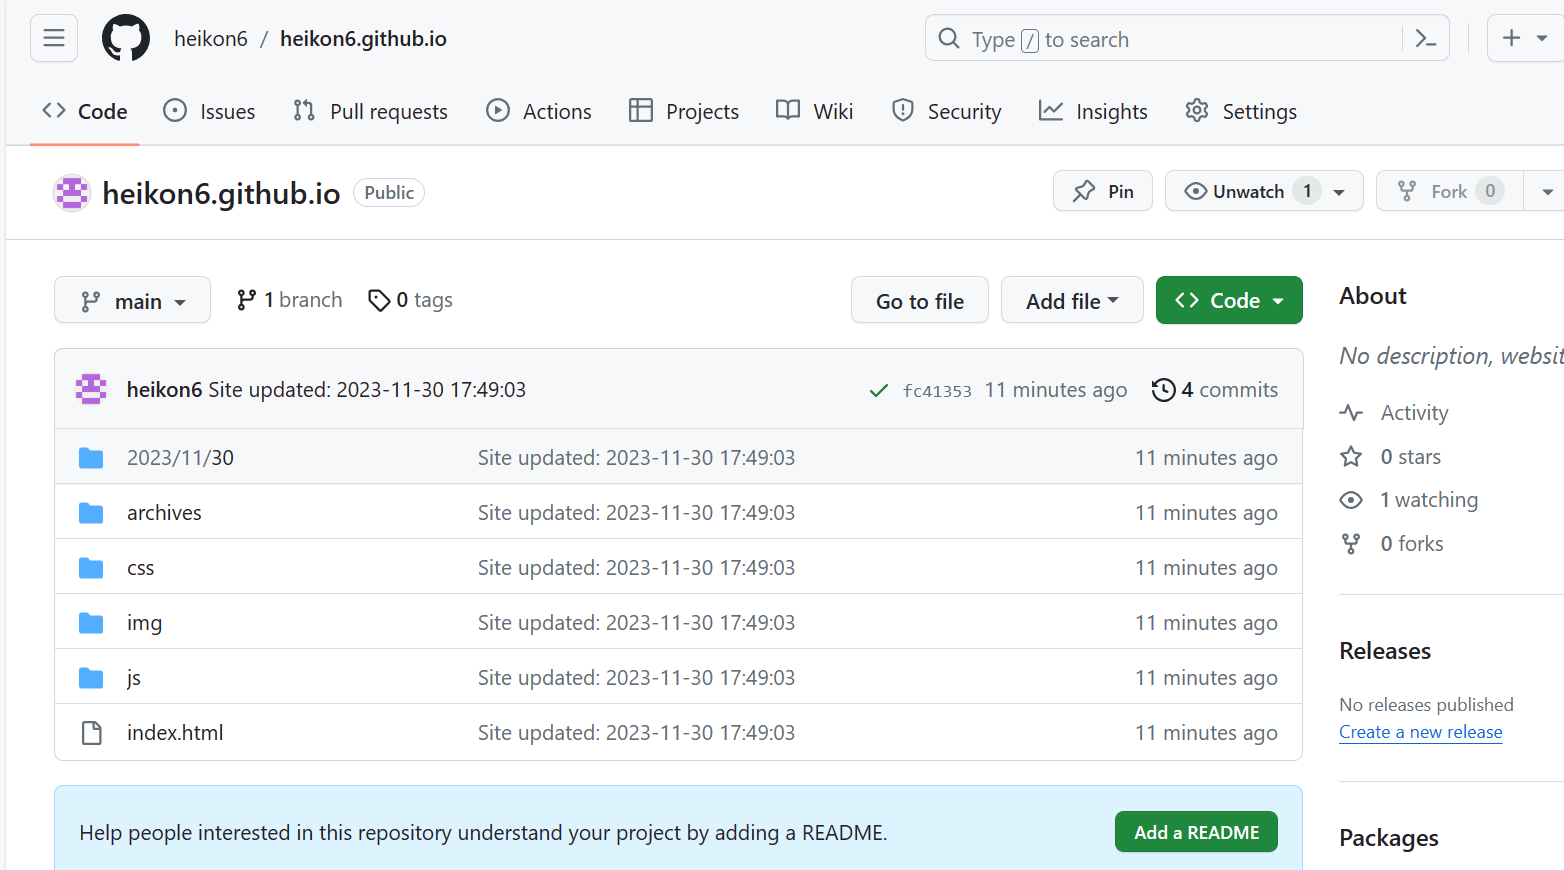 heikon6 / heikon6.github.io
Type / to search
Code Issues Pull requests Actions Projects Wiki Security Insights Settings
heikon6.github.io Public
Pin Unwatch 1 Fork 0
main 1 branch 0 tags
Go to file Add file Code
heikon6 Site updated: 2023-11-30 17:49:03 fc41353 11 minutes ago 4 commits
2023/11/30 Site updated: 2023-11-30 17:49:03 11 minutes ago
archives Site updated: 2023-11-30 17:49:03 11 minutes ago
css Site updated: 2023-11-30 17:49:03 11 minutes ago
img Site updated: 2023-11-30 17:49:03 11 minutes ago
js Site updated: 2023-11-30 17:49:03 11 minutes ago
index.html Site updated: 2023-11-30 17:49:03 11 minutes ago
Help people interested in this repository understand your project by adding a README.
Add a README
About
No description, websit
Activity
0 stars
1 watching
0 forks
Releases
No releases published
Create a new release
Packages